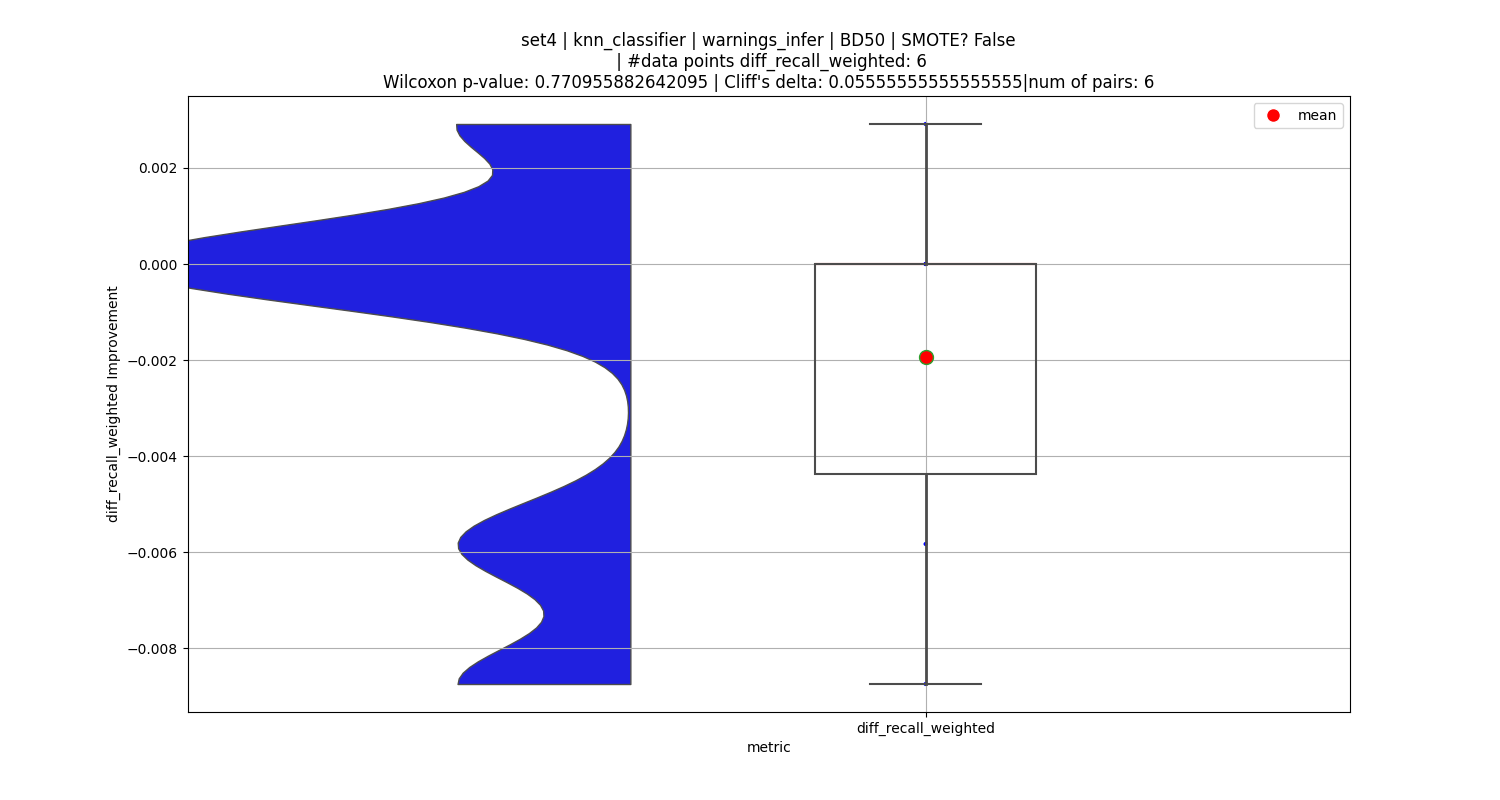 set4 | knn_classifier | warnings_infer | BD50 | SMOTE? False
| #data points diff_recall_weighted: 6
Wilcoxon p-value: 0.770955882642095 | Cliff's delta: 0.05555555555555555|num of pairs: 6
mean
0.002
0.000
−0.002
−0.004
−0.006
−0.008
diff_recall_weighted Improvement
diff_recall_weighted
metric